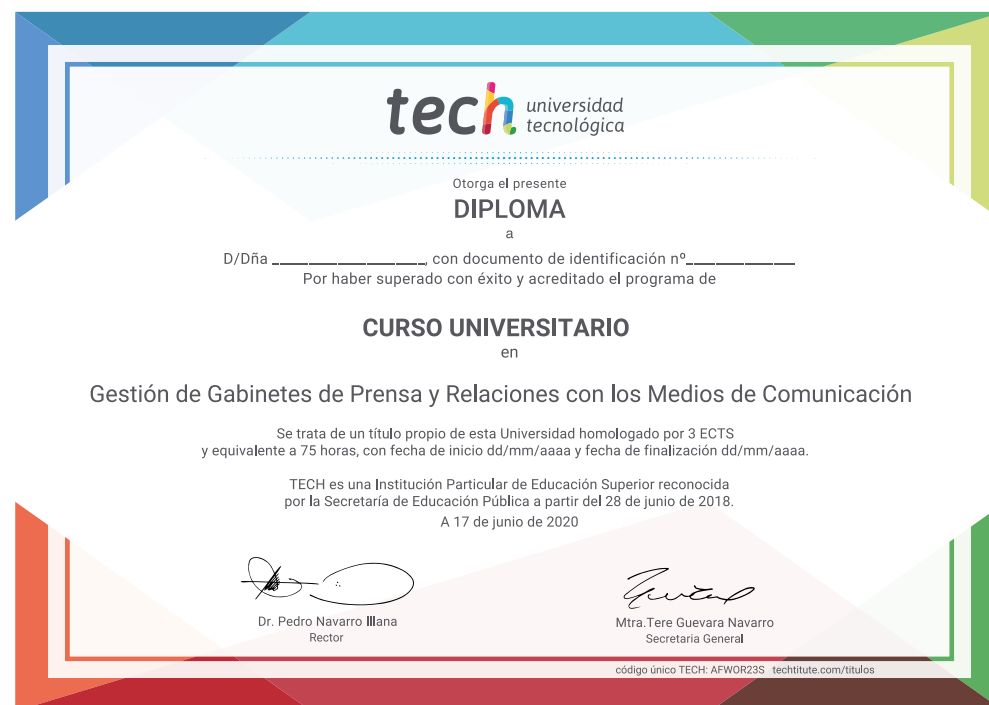 tech universidad
tecnológica
Otorga el presente
DIPLOMA
a
D/Dña ____________________, con documento de identificación nº______________
Por haber superado con éxito y acreditado el programa de
CURSO UNIVERSITARIO
en
Gestión de Gabinetes de Prensa y Relaciones con los Medios de Comunicación
Se trata de un título propio de esta Universidad homologado por 3 ECTS
y equivalente a 75 horas, con fecha de inicio dd/mm/aaaa y fecha de finalización dd/mm/aaaa.
TECH es una Institución Particular de Educación Superior reconocida
por la Secretaría de Educación Pública a partir del 28 de junio de 2018.
A 17 de junio de 2020
Dr. Pedro Navarro Illana
Rector
Mtra.Tere Guevara Navarro
Secretaria General
código único TECH: AFWOR23S techtitute.com/titulos